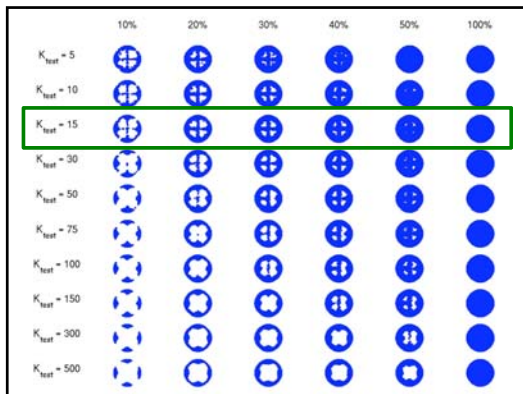 10% 20% 30% 40% 50% 100%
K_test = 5
K_test = 10
K_test = 15
K_test = 30
K_test = 50
K_test = 75
K_test = 100
K_test = 150
K_test = 300
K_test = 500